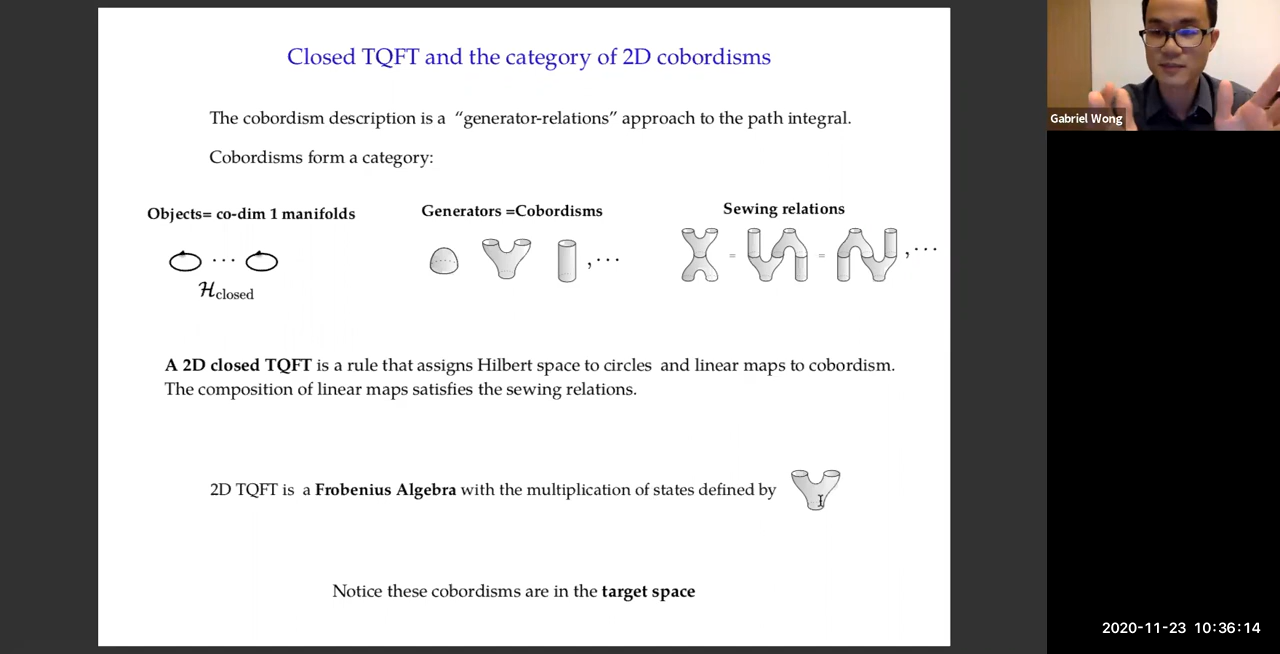 Closed TQFT and the category of 2D cobordisms
The cobordism description is a “generator-relations” approach to the path integral.
Cobordisms form a category:
Objects= co-dim 1 manifolds
Generators =Cobordisms
Sewing relations
···
, ···
= =
, ···
ℋclosed
A 2D closed TQFT is a rule that assigns Hilbert space to circles and linear maps to cobordism.
The composition of linear maps satisfies the sewing relations.
2D TQFT is a Frobenius Algebra with the multiplication of states defined by
Notice these cobordisms are in the target space
Gabriel Wong
2020-11-23 10:36:14